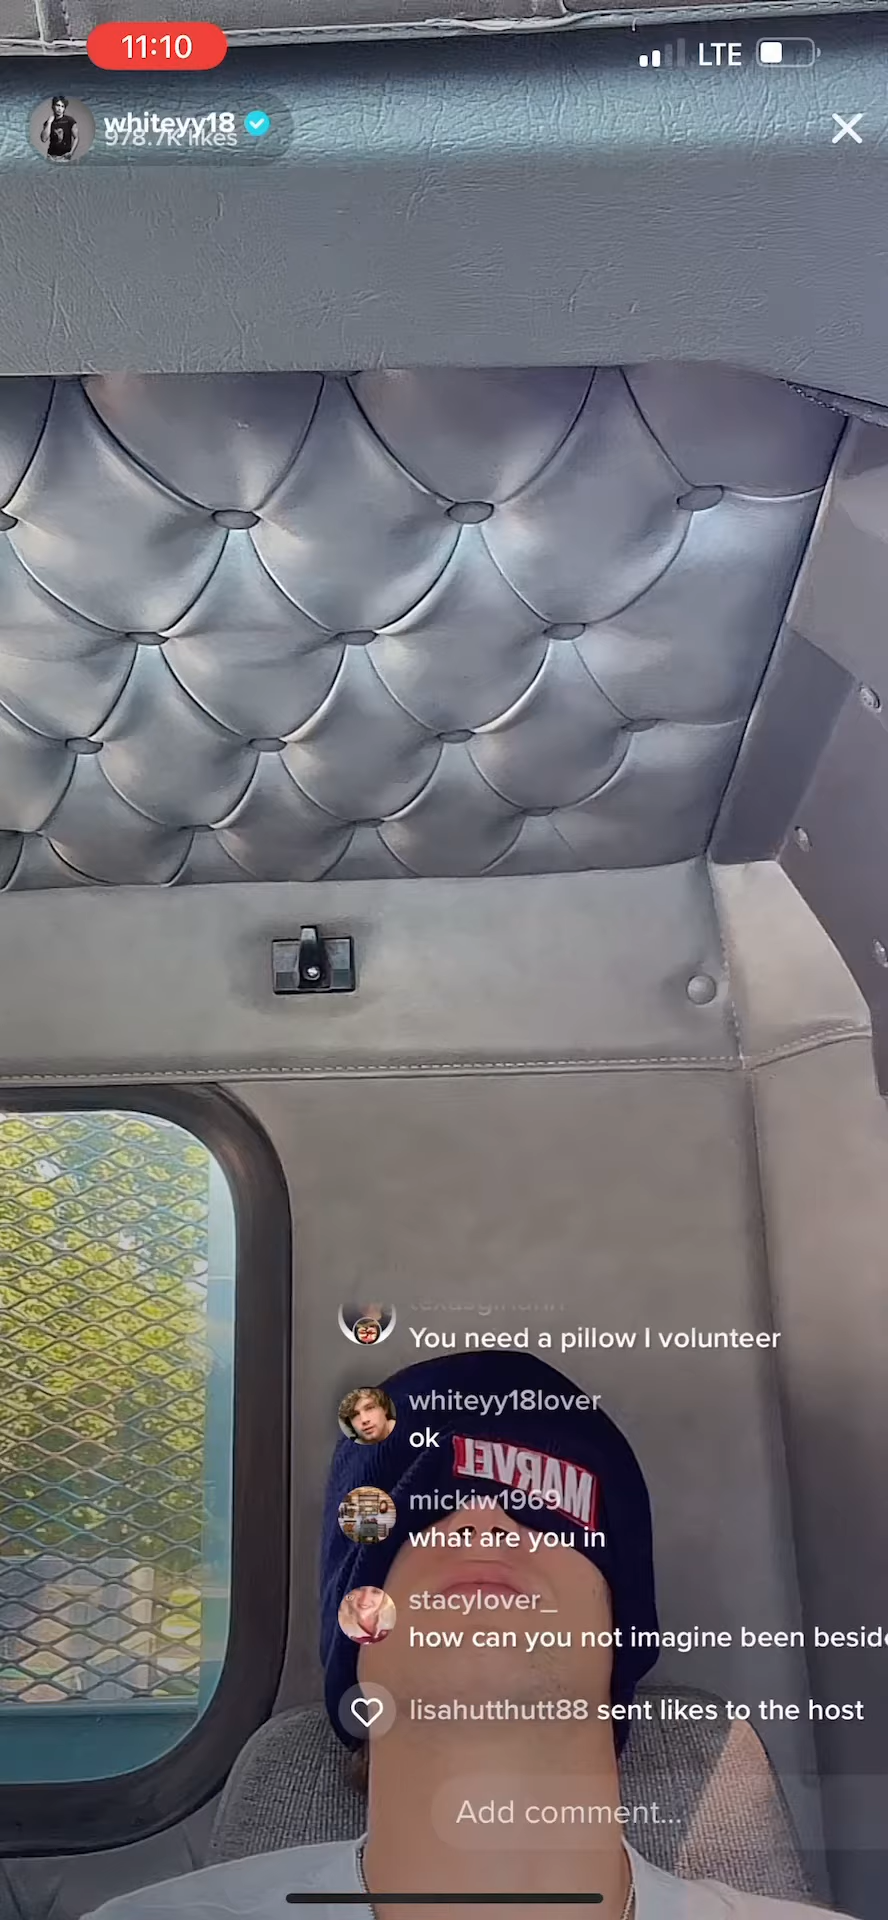 11:10
LTE
whiteyy18
978.7K likes
You need a pillow I volunteer
whiteyy18lover
ok
MARVEL
mickiw1969
what are you in
stacylover_
how can you not imagine been besid
lisahutthutt88 sent likes to the host
Add comment...